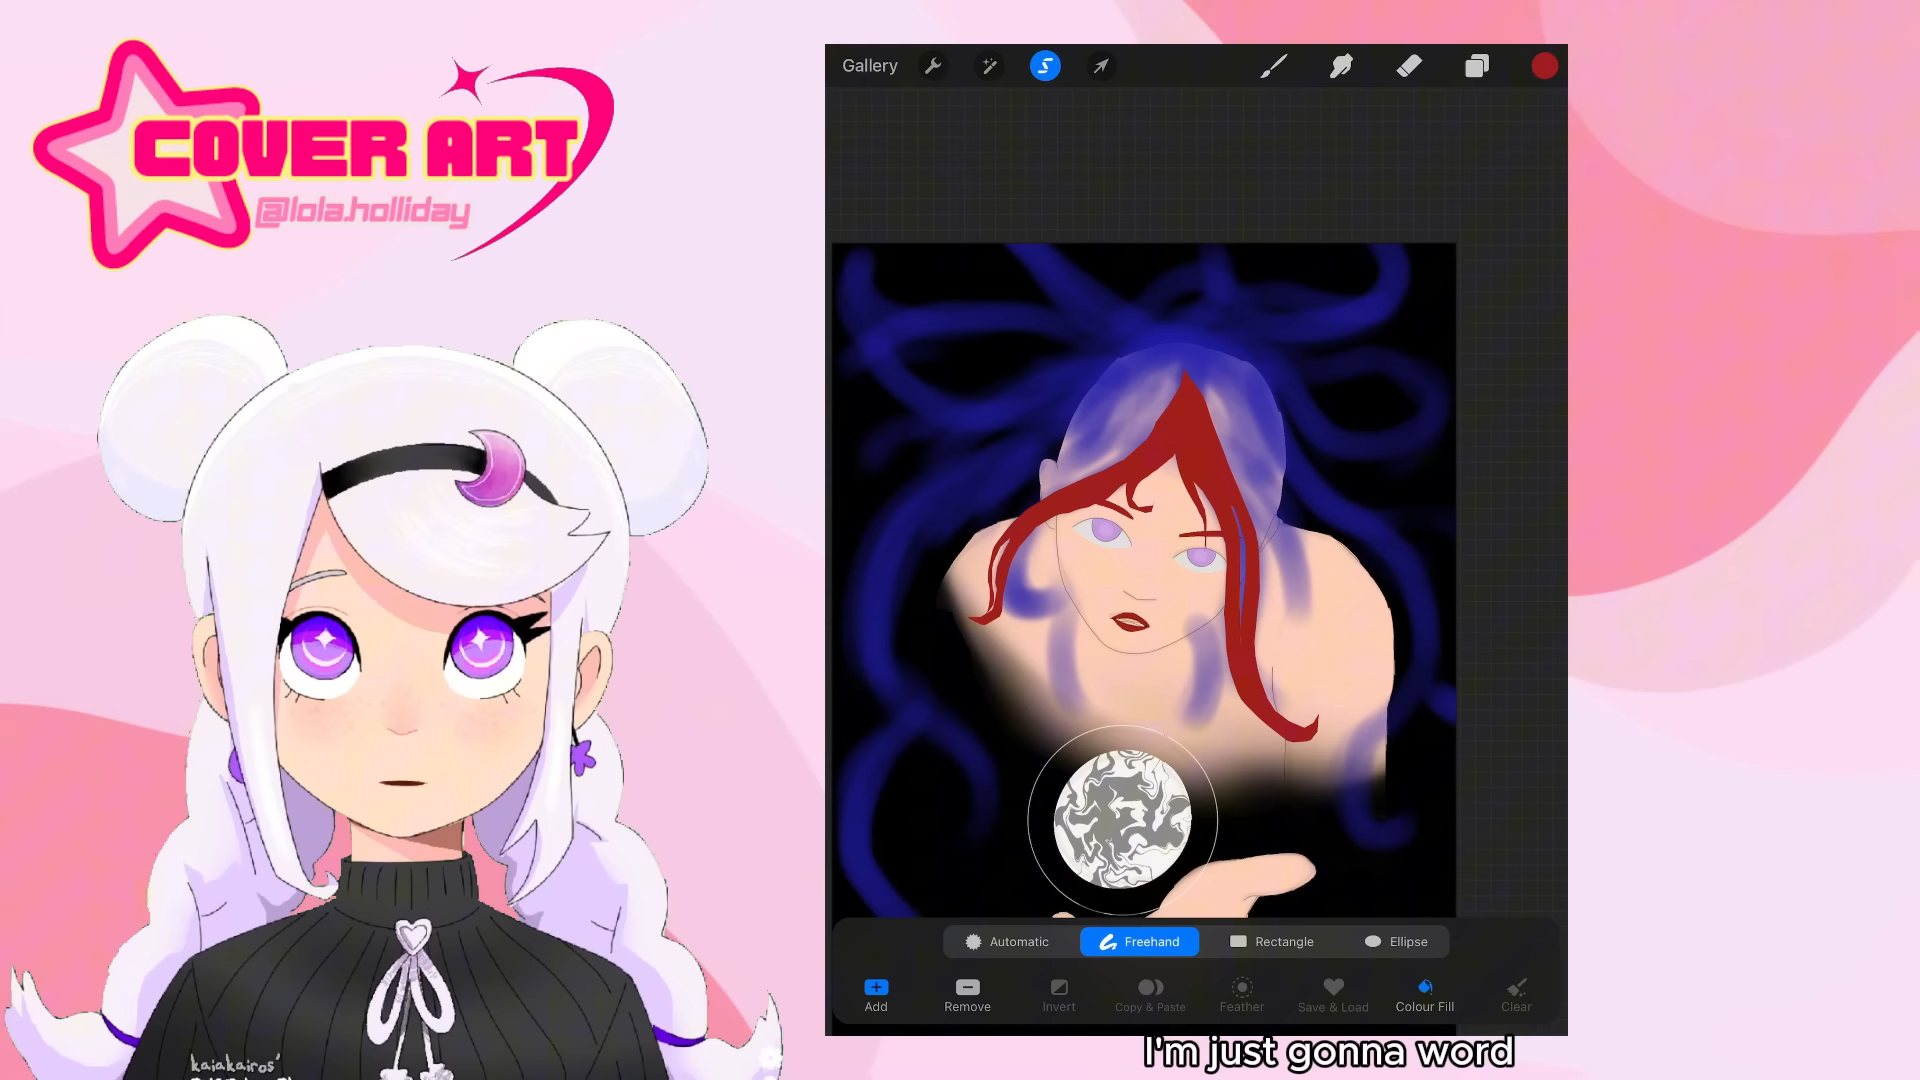 COVER ART
@lola.holliday
Gallery
Automatic
Freehand
Rectangle
Ellipse
Add
Remove
Invert
Copy & Paste
Feather
Save & Load
Colour Fill
Clear
kaiakairos'
I'm just gonna word